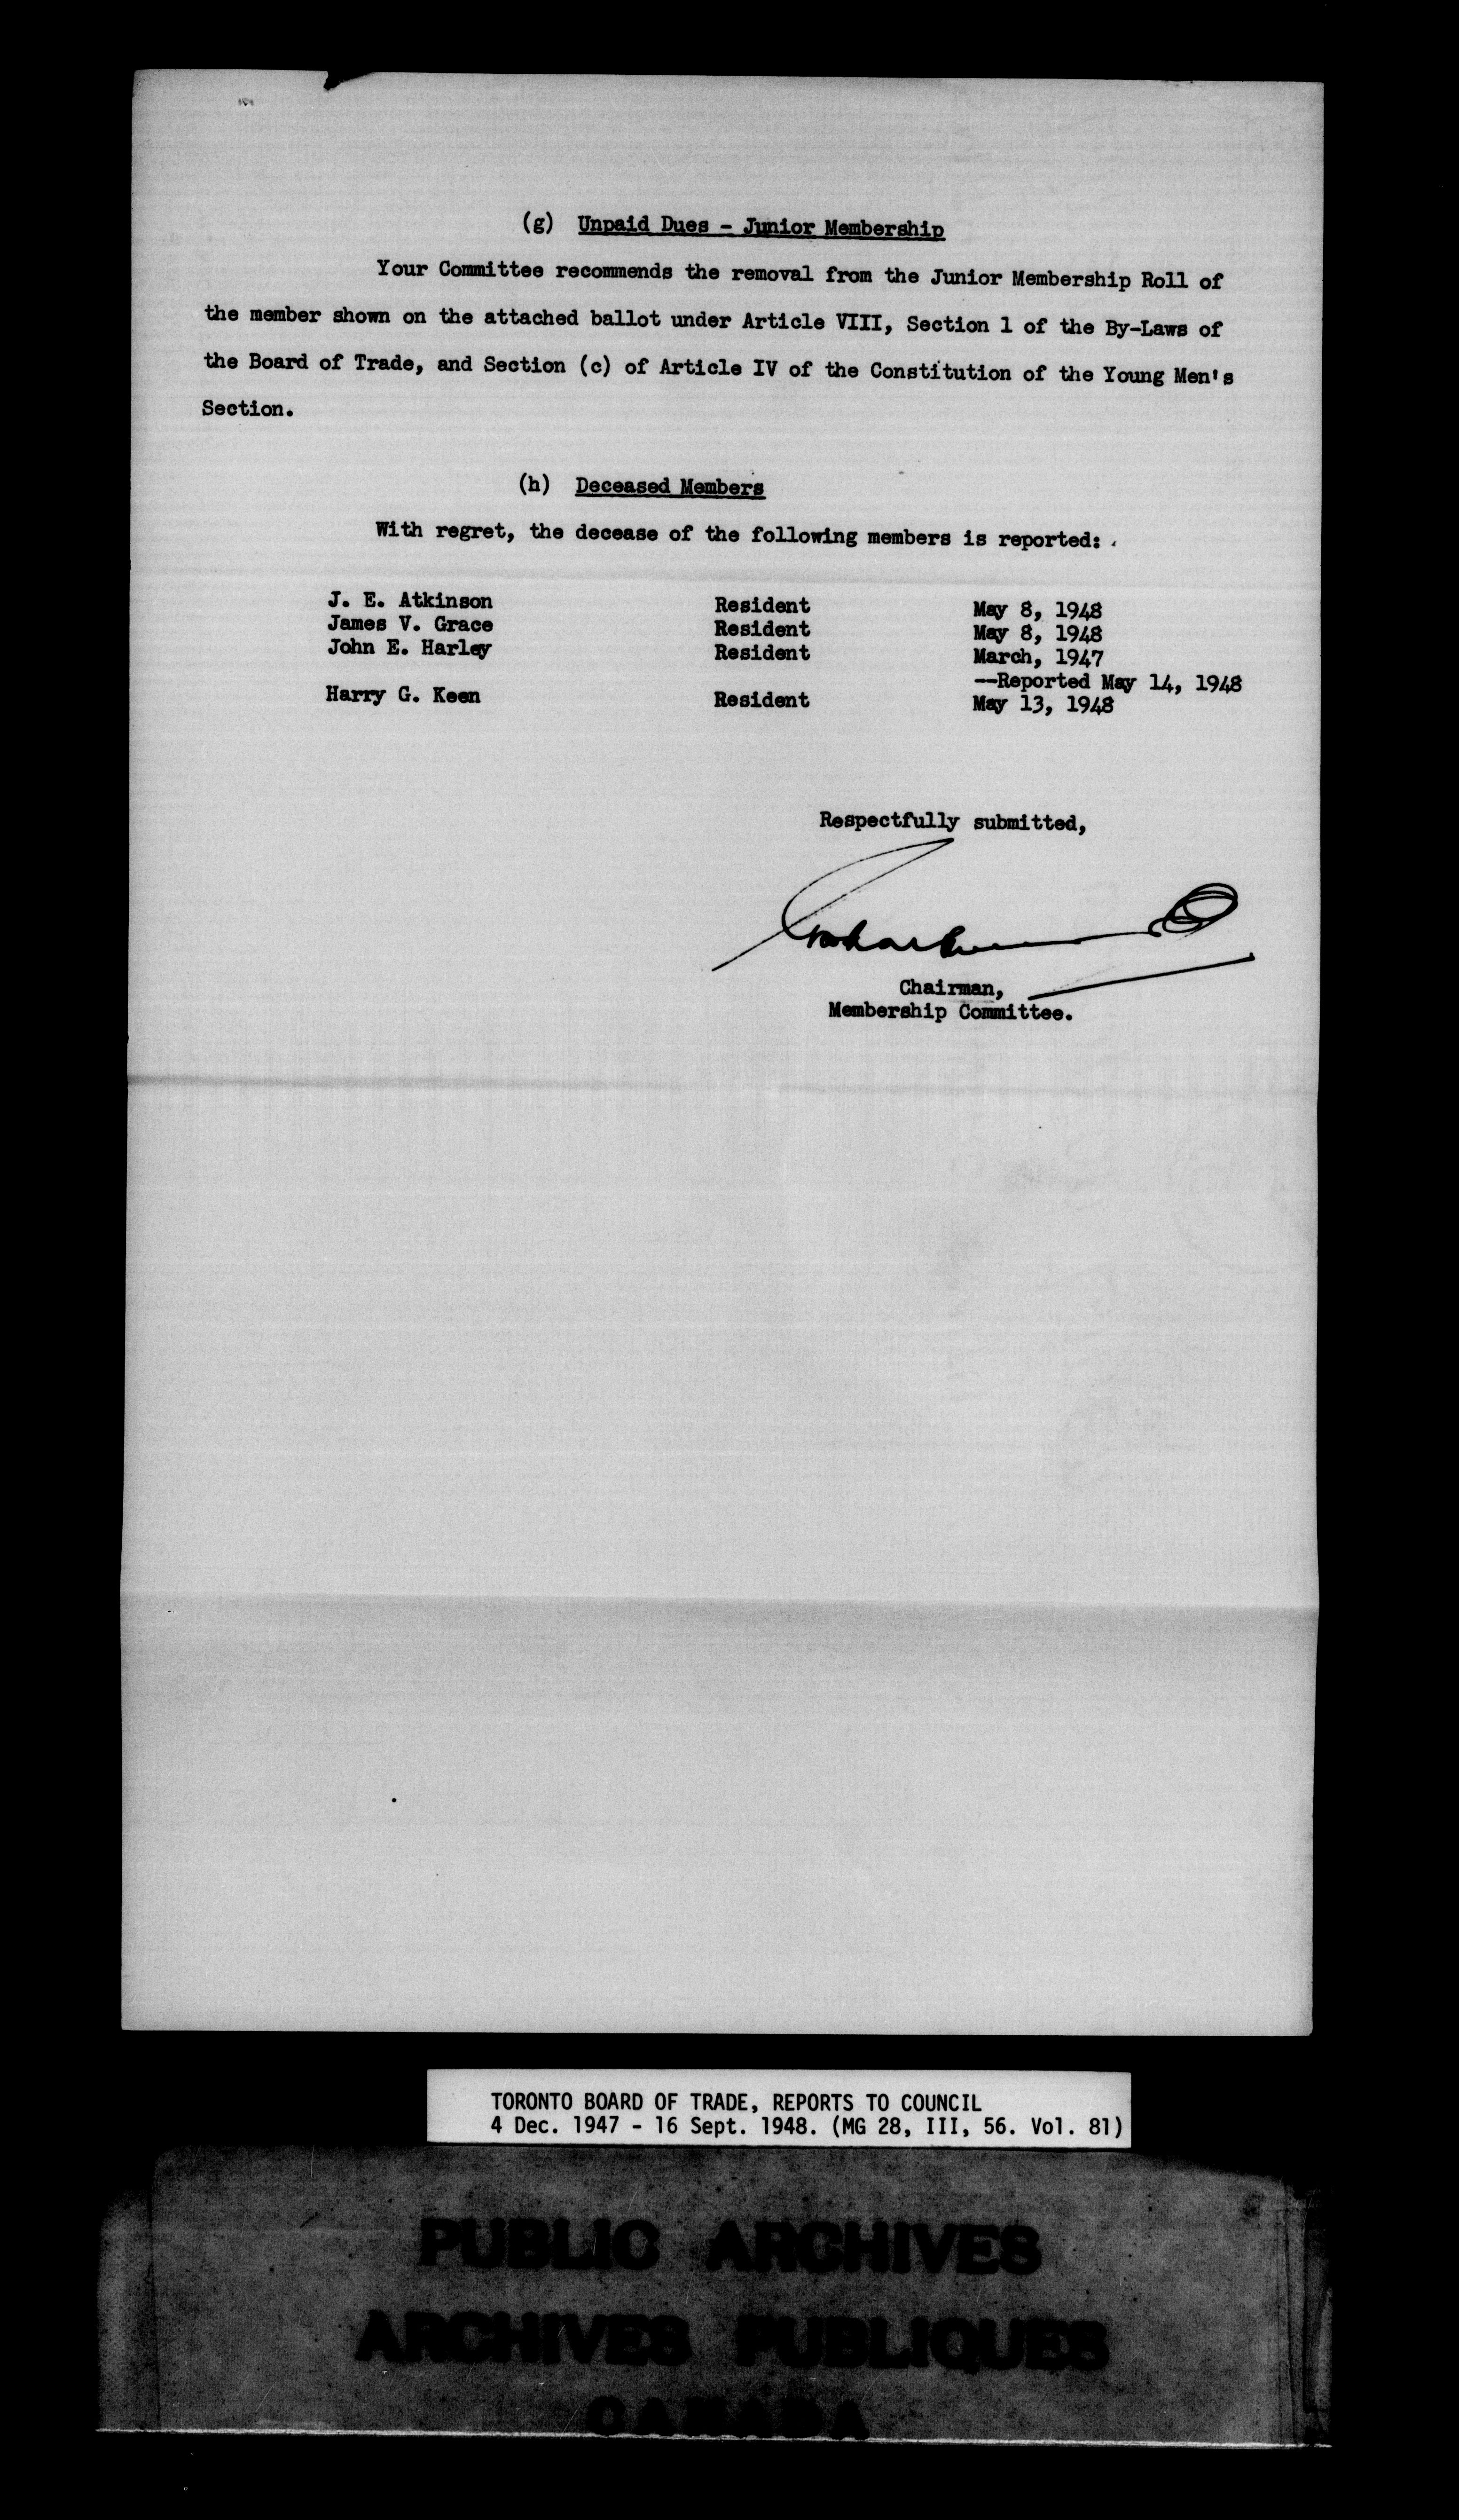 (g) Unpaid Dues - Junior Membership
Your Committee recommends the removal from the Junior Membership Roll of
the member shown on the attached ballot under Article VIII, Section 1 of the By-Laws of
the Board of Trade, and Section (c) of Article IV of the Constitution of the Young Men's
Section.
(h) Deceased Members
With regret, the decease of the following members is reported:
J. E. Atkinson Resident May 8, 1948
James V. Grace Resident May 8, 1948
John E. Harley Resident March, 1947
--Reported May 14, 1948
Harry G. Keen Resident May 13, 1948
Respectfully submitted,
Chairman,
Membership Committee.
TORONTO BOARD OF TRADE, REPORTS TO COUNCIL
4 Dec. 1947 - 16 Sept. 1948. (MG 28, III, 56. Vol. 81)
PUBLIC ARCHIVES
ARCHIVES PUBLIQUES
CANADA